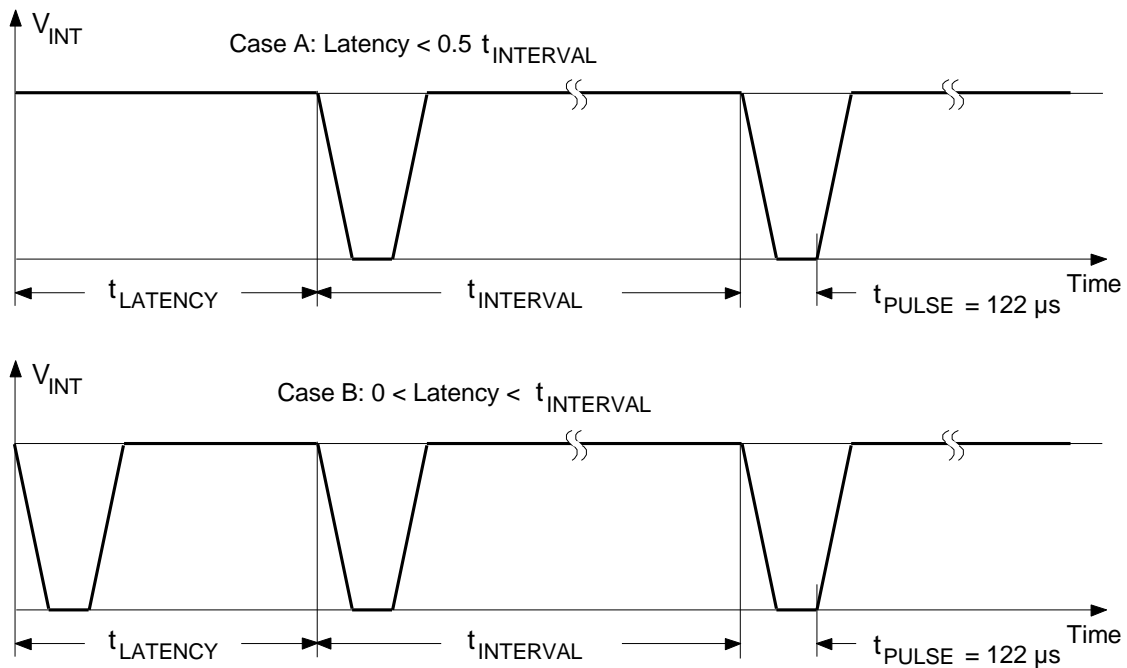 V_INT
Case A: Latency < 0.5 t_INTERVAL
t_LATENCY
t_INTERVAL
t_PULSE = 122 µs
Time
V_INT
Case B: 0 < Latency < t_INTERVAL
t_LATENCY
t_INTERVAL
t_PULSE = 122 µs
Time